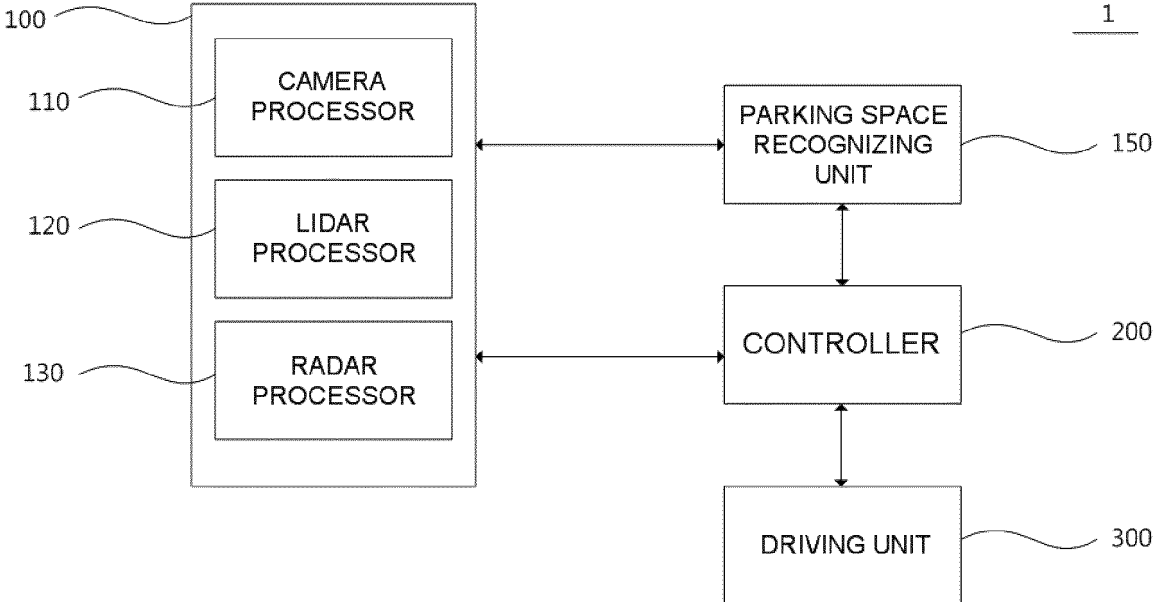 100
1
CAMERA
PROCESSOR
110
PARKING SPACE
RECOGNIZING
UNIT
150
120
LIDAR
PROCESSOR
CONTROLLER
200
130
RADAR
PROCESSOR
DRIVING UNIT
300